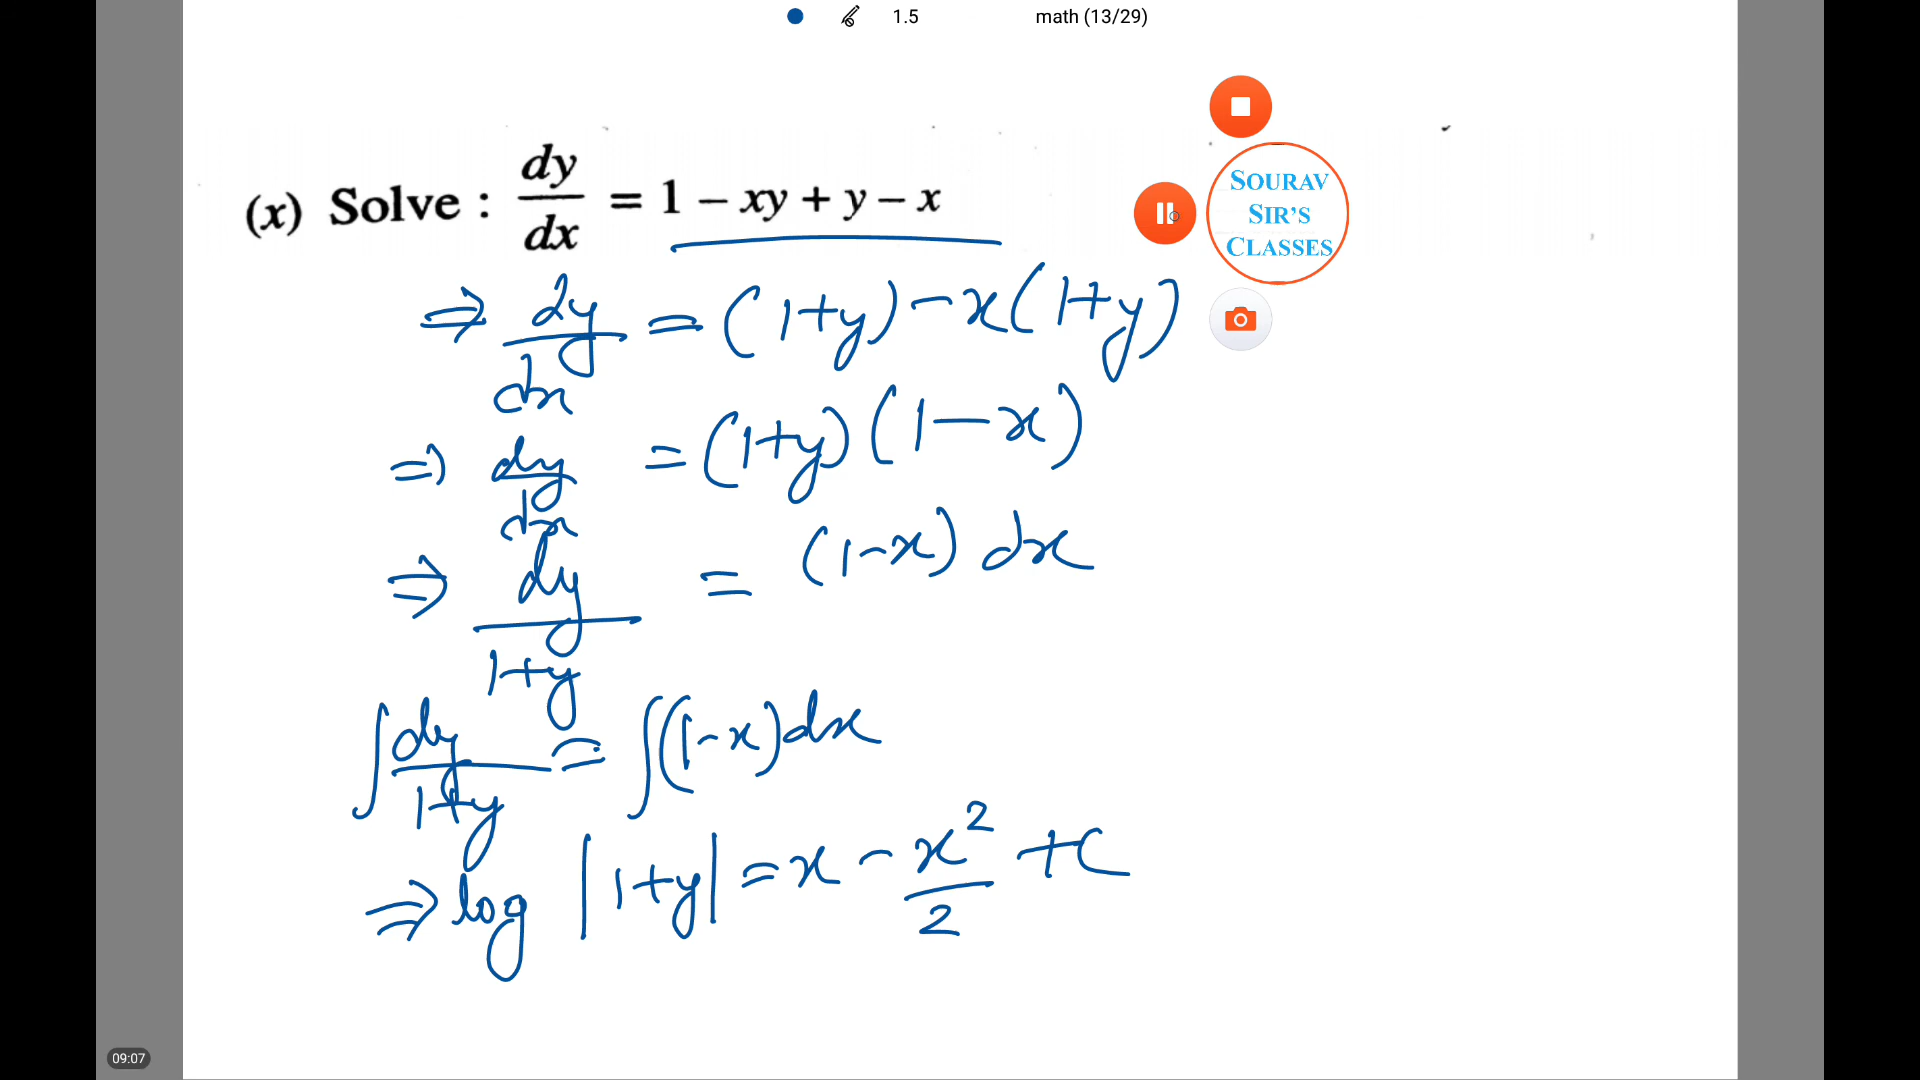 1.5 math (13/29)
(x) Solve : dy/dx = 1 − xy + y − x
SOURAV
SIR'S
CLASSES
⇒ dy/dx = (1+y) − x(1+y)
⇒ dy/dx = (1+y)(1−x)
⇒ dy/1+y = (1−x) dx
∫ dy/1+y = ∫(1−x)dx
⇒ log |1+y| = x − x²/2 + c
09:07